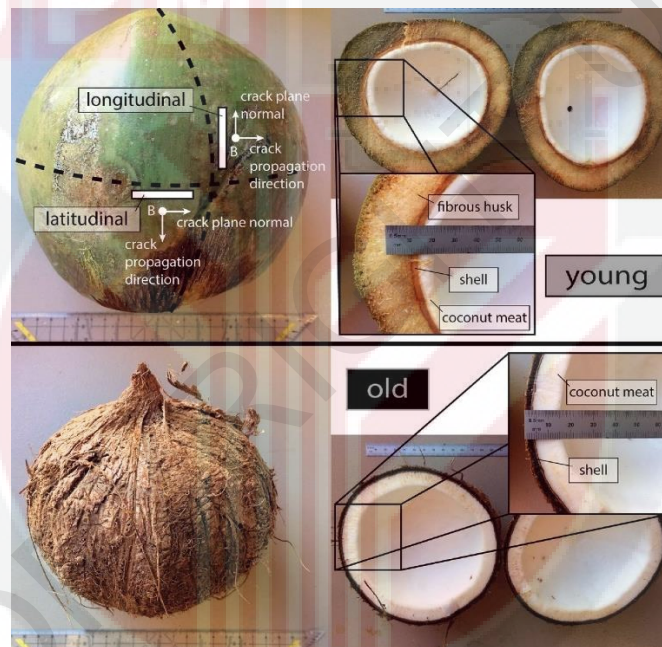 longitudinal
crack plane
normal
B
crack
propagation
direction
latitudinal
B
crack plane normal
crack
propagation
direction
fibrous husk
shell
coconut meat
young
old
coconut meat
shell